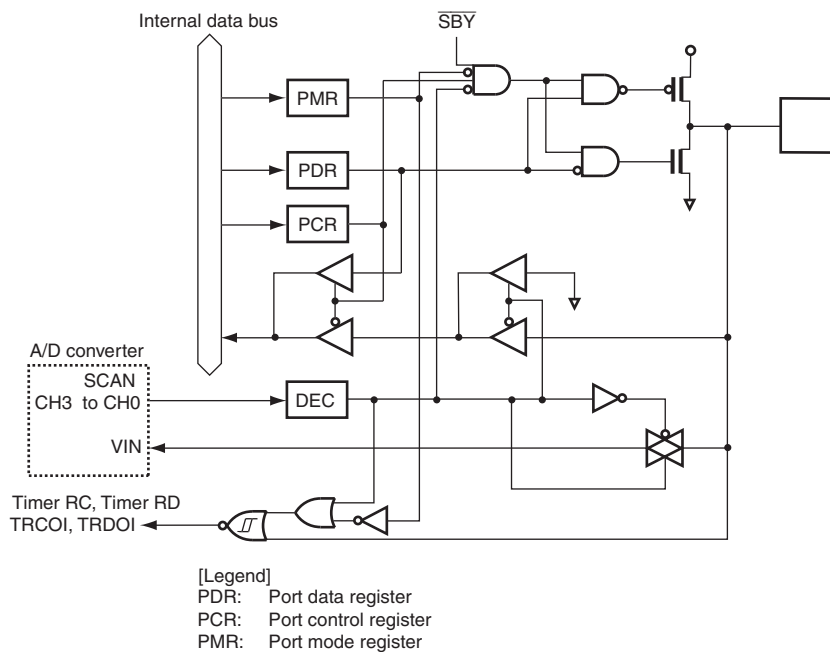 Internal data bus
SBY
PMR
PDR
PCR
A/D converter
SCAN
CH3 to CH0
DEC
VIN
Timer RC, Timer RD
TRCOI, TRDOI
[Legend]
PDR: Port data register
PCR: Port control register
PMR: Port mode register